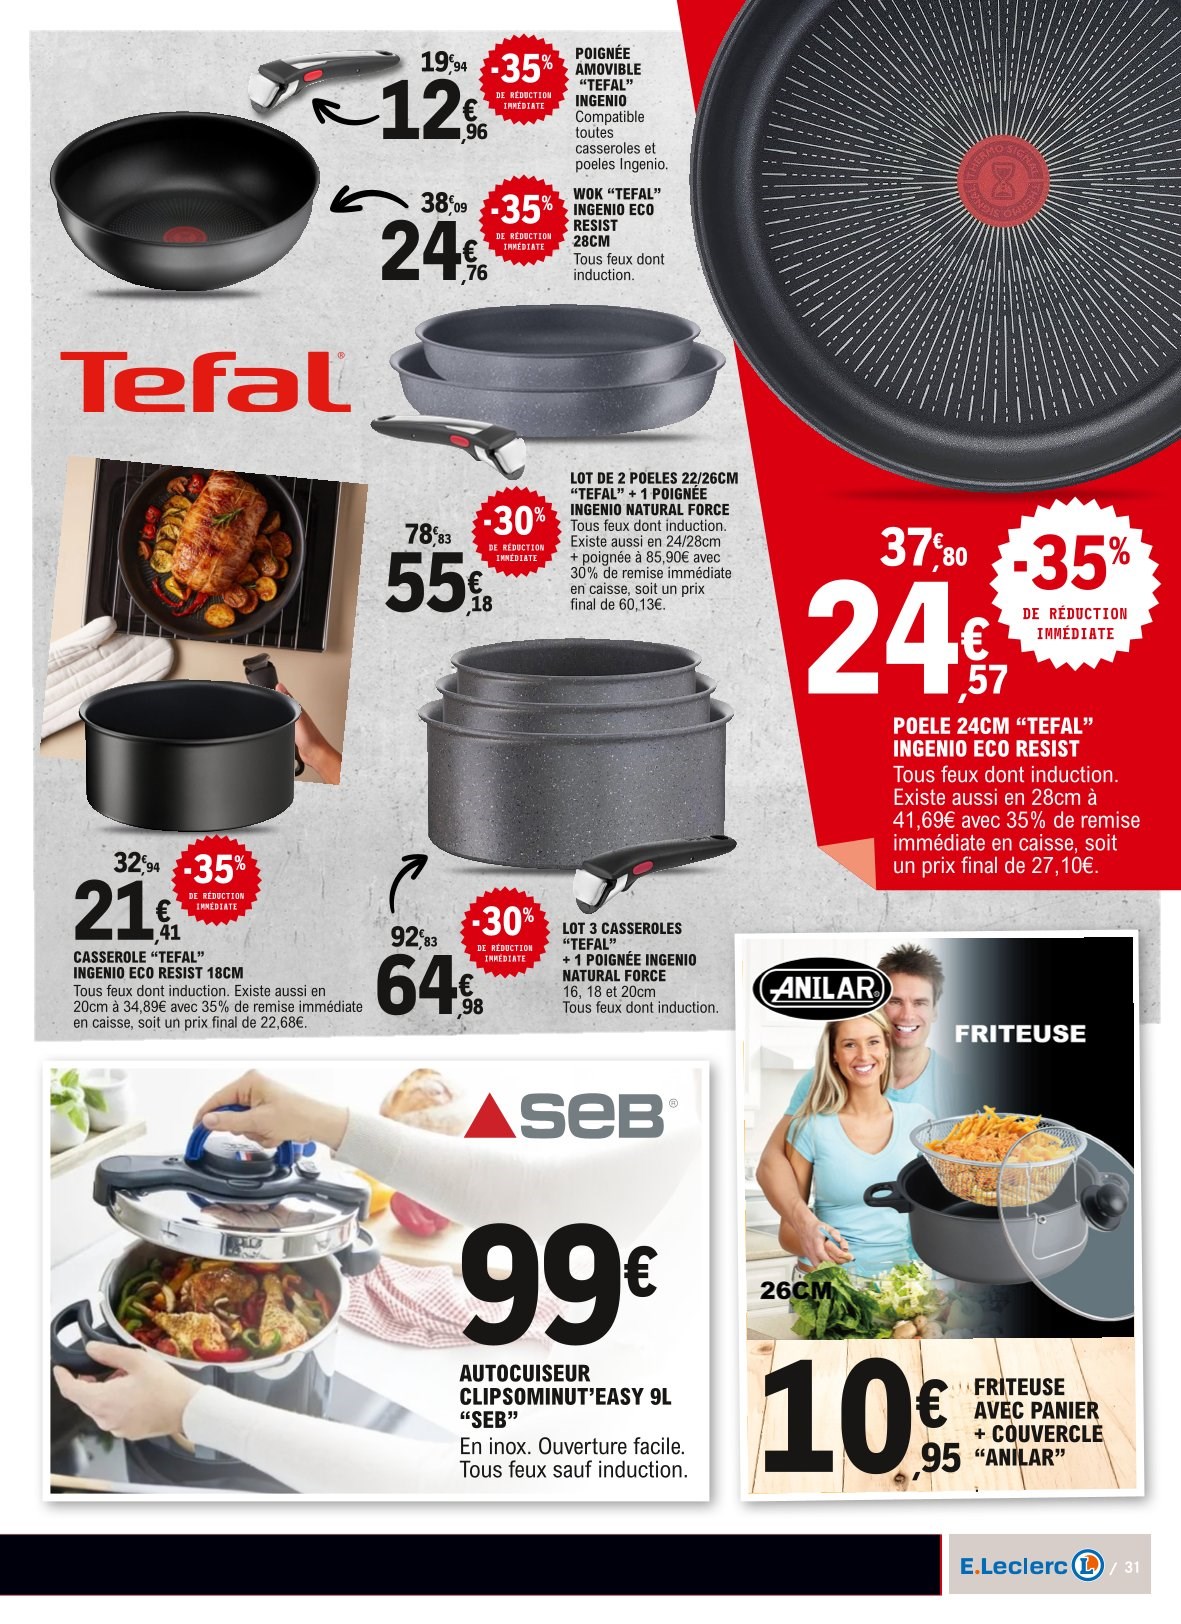 19€,94
12€,96
-35%
DE RÉDUCTION
IMMÉDIATE
POIGNÉE
AMOVIBLE
“TEFAL”
INGENIO
Compatible
toutes
casseroles et
poeles Ingenio.
38€,09
24€,76
-35%
DE RÉDUCTION
IMMÉDIATE
WOK “TEFAL”
INGENIO ECO
RESIST
28CM
Tous feux dont
induction.
Tefal®
78€,83
55€,18
-30%
DE RÉDUCTION
IMMÉDIATE
LOT DE 2 POELES 22/26CM
“TEFAL” + 1 POIGNÉE
INGENIO NATURAL FORCE
Tous feux dont induction.
Existe aussi en 24/28cm
+ poignée à 85,90€ avec
30% de remise immédiate
en caisse, soit un prix
final de 60,13€.
37€,80
24€,57
-35%
DE RÉDUCTION
IMMÉDIATE
POELE 24CM “TEFAL”
INGENIO ECO RESIST
Tous feux dont induction.
Existe aussi en 28cm à
41,69€ avec 35% de remise
immédiate en caisse, soit
un prix final de 27,10€.
32€,94
21€,41
-35%
DE RÉDUCTION
IMMÉDIATE
CASSEROLE “TEFAL”
INGENIO ECO RESIST 18CM
Tous feux dont induction. Existe aussi en
20cm à 34,89€ avec 35% de remise immédiate
en caisse, soit un prix final de 22,68€.
92€,83
64€,98
-30%
DE RÉDUCTION
IMMÉDIATE
LOT 3 CASSEROLES
“TEFAL”
+ 1 POIGNÉE INGENIO
NATURAL FORCE
16, 18 et 20cm
Tous feux dont induction.
SEB®
99€
AUTOCUISEUR
CLIPSOMINUT’EASY 9L
“SEB”
En inox. Ouverture facile.
Tous feux sauf induction.
ANILAR®
FRITEUSE
26CM
10€,95
FRITEUSE
AVEC PANIER
+ COUVERCLE
“ANILAR”
E.Leclerc L / 31